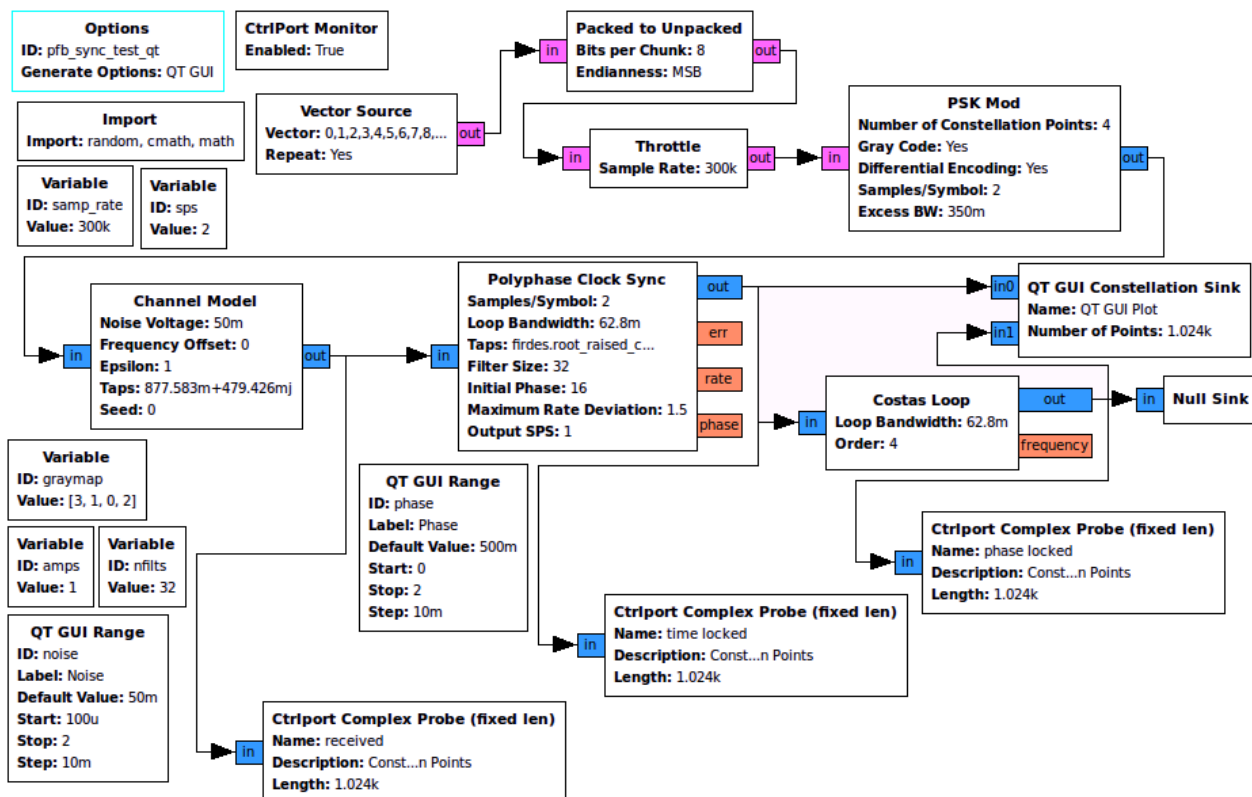 Options
ID: pfb_sync_test_qt
Generate Options: QT GUI
CtrlPort Monitor
Enabled: True
Packed to Unpacked
Bits per Chunk: 8
Endianness: MSB
in
out
Import
Import: random, cmath, math
Vector Source
Vector: 0,1,2,3,4,5,6,7,8,...
Repeat: Yes
out
Throttle
Sample Rate: 300k
in
out
PSK Mod
Number of Constellation Points: 4
Gray Code: Yes
Differential Encoding: Yes
Samples/Symbol: 2
Excess BW: 350m
in
out
Variable
ID: samp_rate
Value: 300k
Variable
ID: sps
Value: 2
Channel Model
Noise Voltage: 50m
Frequency Offset: 0
Epsilon: 1
Taps: 877.583m+479.426mj
Seed: 0
in
out
Polyphase Clock Sync
Samples/Symbol: 2
Loop Bandwidth: 62.8m
Taps: firdes.root_raised_c...
Filter Size: 32
Initial Phase: 16
Maximum Rate Deviation: 1.5
Output SPS: 1
in
out
err
rate
phase
QT GUI Constellation Sink
Name: QT GUI Plot
Number of Points: 1.024k
in0
in1
Costas Loop
Loop Bandwidth: 62.8m
Order: 4
in
out
frequency
in
Null Sink
Variable
ID: graymap
Value: [3, 1, 0, 2]
QT GUI Range
ID: phase
Label: Phase
Default Value: 500m
Start: 0
Stop: 2
Step: 10m
Variable
ID: amps
Value: 1
Variable
ID: nfilts
Value: 32
Ctrlport Complex Probe (fixed len)
Name: phase locked
Description: Const...n Points
Length: 1.024k
in
Ctrlport Complex Probe (fixed len)
Name: time locked
Description: Const...n Points
Length: 1.024k
in
QT GUI Range
ID: noise
Label: Noise
Default Value: 50m
Start: 100u
Stop: 2
Step: 10m
Ctrlport Complex Probe (fixed len)
Name: received
Description: Const...n Points
Length: 1.024k
in